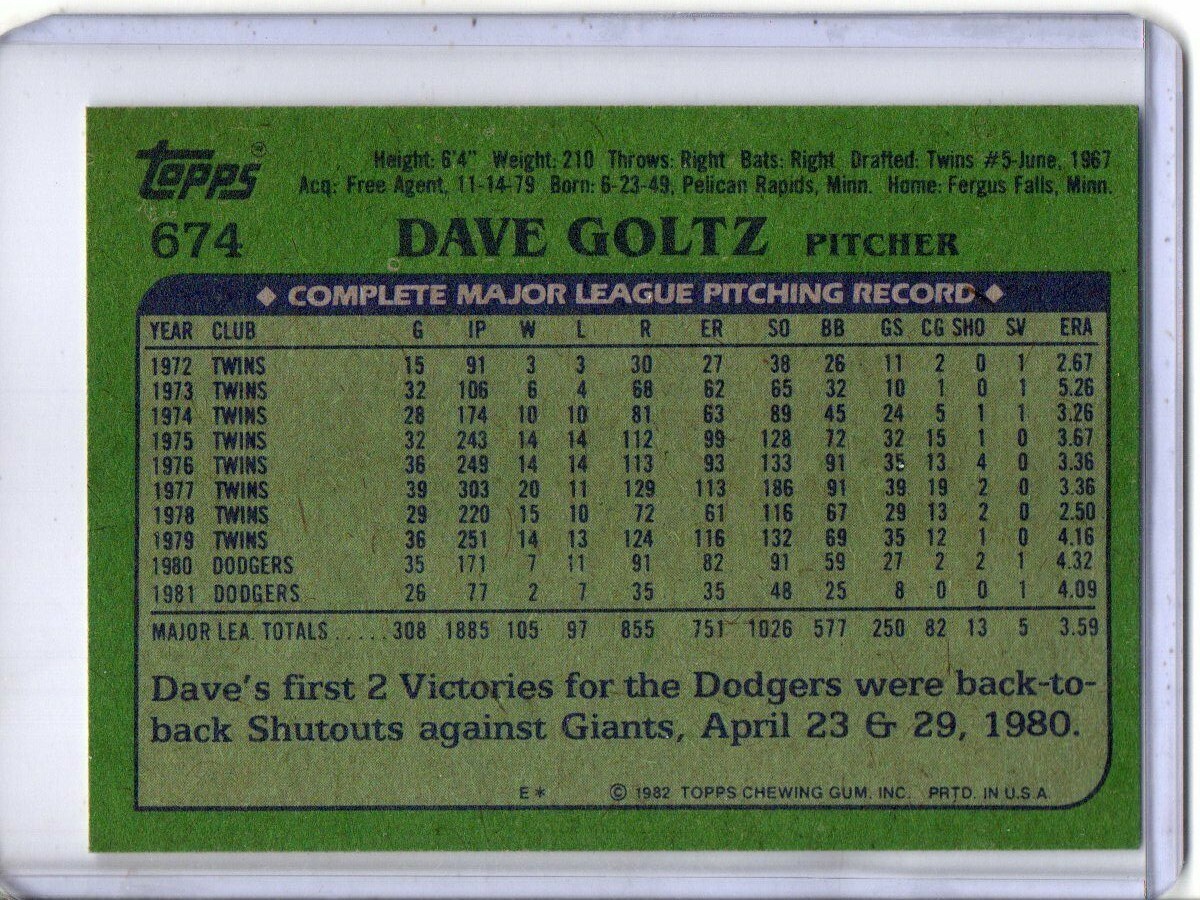 Topps® Height: 6'4" Weight: 210 Throws: Right Bats: Right Drafted: Twins #5-June, 1967
Acq: Free Agent, 11-14-79 Born: 6-23-49, Pelican Rapids, Minn. Home: Fergus Falls, Minn.
674 DAVE GOLTZ PITCHER
◆ COMPLETE MAJOR LEAGUE PITCHING RECORD ◆
YEAR CLUB G IP W L R ER SO BB GS CG SHO SV ERA
1972 TWINS 15 91 3 3 30 27 38 26 11 2 0 1 2.67
1973 TWINS 32 106 6 4 68 62 65 32 10 1 0 1 5.26
1974 TWINS 28 174 10 10 81 63 89 45 24 5 1 1 3.26
1975 TWINS 32 243 14 14 112 99 128 72 32 15 1 0 3.67
1976 TWINS 36 249 14 14 113 93 133 91 35 13 4 0 3.36
1977 TWINS 39 303 20 11 129 113 186 91 39 19 2 0 3.36
1978 TWINS 29 220 15 10 72 61 116 67 29 13 2 0 2.50
1979 TWINS 36 251 14 13 124 116 132 69 35 12 1 0 4.16
1980 DODGERS 35 171 7 11 91 82 91 59 27 2 2 1 4.32
1981 DODGERS 26 77 2 7 35 35 48 25 8 0 0 1 4.09
MAJOR LEA. TOTALS ..... 308 1885 105 97 855 751 1026 577 250 82 13 5 3.59
Dave's first 2 Victories for the Dodgers were back-to-
back Shutouts against Giants, April 23 & 29, 1980.
E* © 1982 TOPPS CHEWING GUM, INC. PRTD. IN U.S.A.